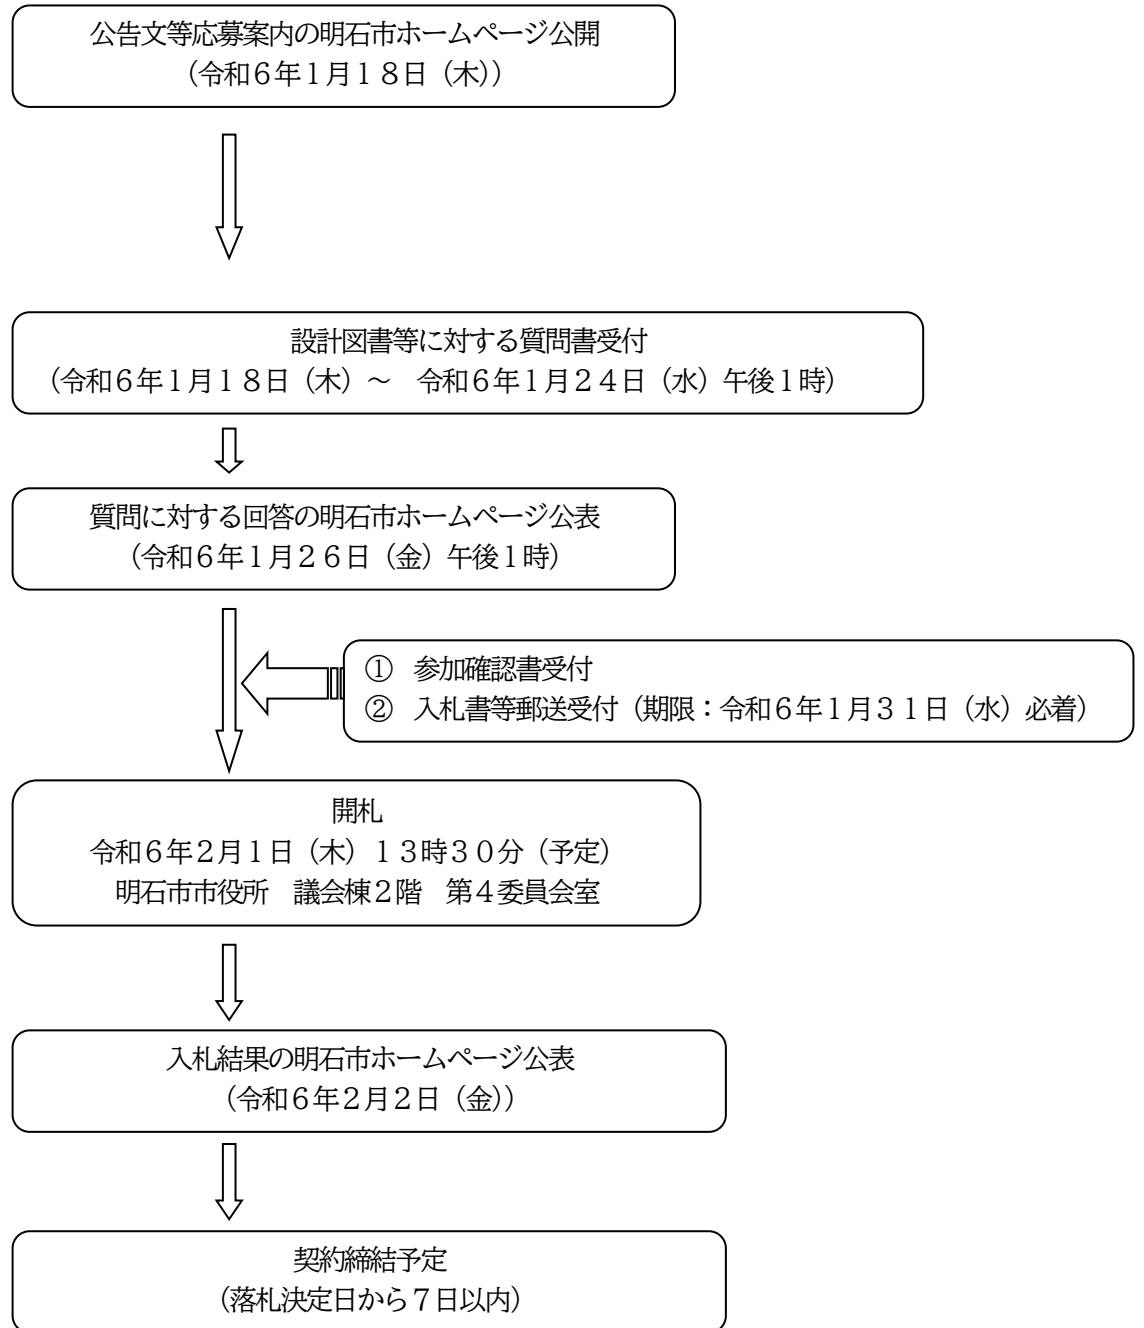 公告文等応募案内の明石市ホームページ公開
（令和６年１月１８日（木））
設計図書等に対する質問書受付
（令和６年１月１８日（木）～　令和６年１月２４日（水）午後１時）
質問に対する回答の明石市ホームページ公表
（令和６年１月２６日（金）午後１時）
①　参加確認書受付
②　入札書等郵送受付（期限：令和６年１月３１日（水）必着）
開札
令和６年２月１日（木）１３時３０分（予定）
明石市市役所　議会棟２階　第４委員会室
入札結果の明石市ホームページ公表
（令和６年２月２日（金））
契約締結予定
（落札決定日から７日以内）